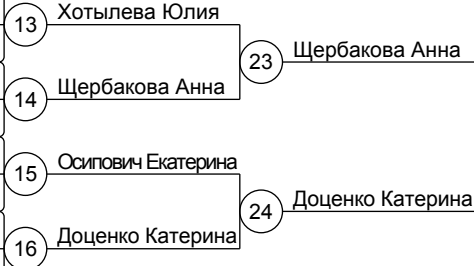 13 Хотылева Юлия
23 Щербакова Анна
14 Щербакова Анна
15 Осипович Екатерина
24 Доценко Катерина
16 Доценко Катерина